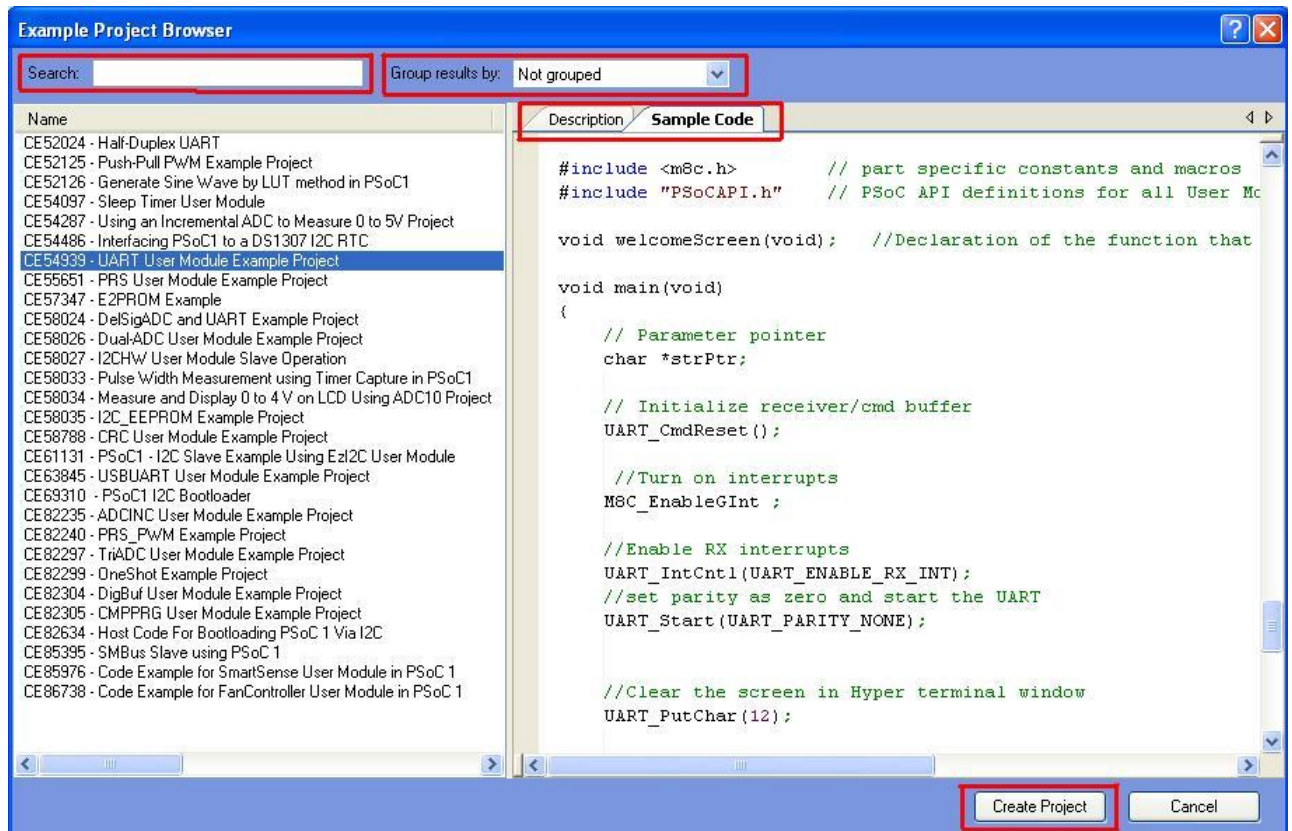 Example Project Browser
Search:
Group results by: Not grouped
Name
CE52024 - Half-Duplex UART
CE52125 - Push-Pull PWM Example Project
CE52126 - Generate Sine Wave by LUT method in PSoC1
CE54097 - Sleep Timer User Module
CE54287 - Using an Incremental ADC to Measure 0 to 5V Project
CE54486 - Interfacing PSoC1 to a DS1307 I2C RTC
CE54939 - UART User Module Example Project
CE55651 - PRS User Module Example Project
CE57347 - E2PROM Example
CE58024 - DelSigADC and UART Example Project
CE58026 - Dual-ADC User Module Example Project
CE58027 - I2CHW User Module Slave Operation
CE58033 - Pulse Width Measurement using Timer Capture in PSoC1
CE58034 - Measure and Display 0 to 4 V on LCD Using ADC10 Project
CE58035 - I2C_EEPROM Example Project
CE58788 - CRC User Module Example Project
CE61131 - PSoC1 - I2C Slave Example Using EzI2C User Module
CE63845 - USBUART User Module Example Project
CE69310 - PSoC1 I2C Bootloader
CE82235 - ADCINC User Module Example Project
CE82240 - PRS_PWM Example Project
CE82297 - TriADC User Module Example Project
CE82299 - OneShot Example Project
CE82304 - DigBuf User Module Example Project
CE82305 - CMPPRG User Module Example Project
CE82634 - Host Code For Bootloading PSoC 1 Via I2C
CE85395 - SMBus Slave using PSoC 1
CE85976 - Code Example for SmartSense User Module in PSoC 1
CE86738 - Code Example for FanController User Module in PSoC 1
Description Sample Code
#include <m8c.h> // part specific constants and macros
#include "PSoCAPI.h" // PSoC API definitions for all User Mo
void welcomeScreen(void); //Declaration of the function that
void main(void)
{
// Parameter pointer
char *strPtr;
// Initialize receiver/cmd buffer
UART_CmdReset();
//Turn on interrupts
M8C_EnableGInt ;
//Enable RX interrupts
UART_IntCntl(UART_ENABLE_RX_INT);
//set parity as zero and start the UART
UART_Start(UART_PARITY_NONE);
//Clear the screen in Hyper terminal window
UART_PutChar(12);
Create Project Cancel